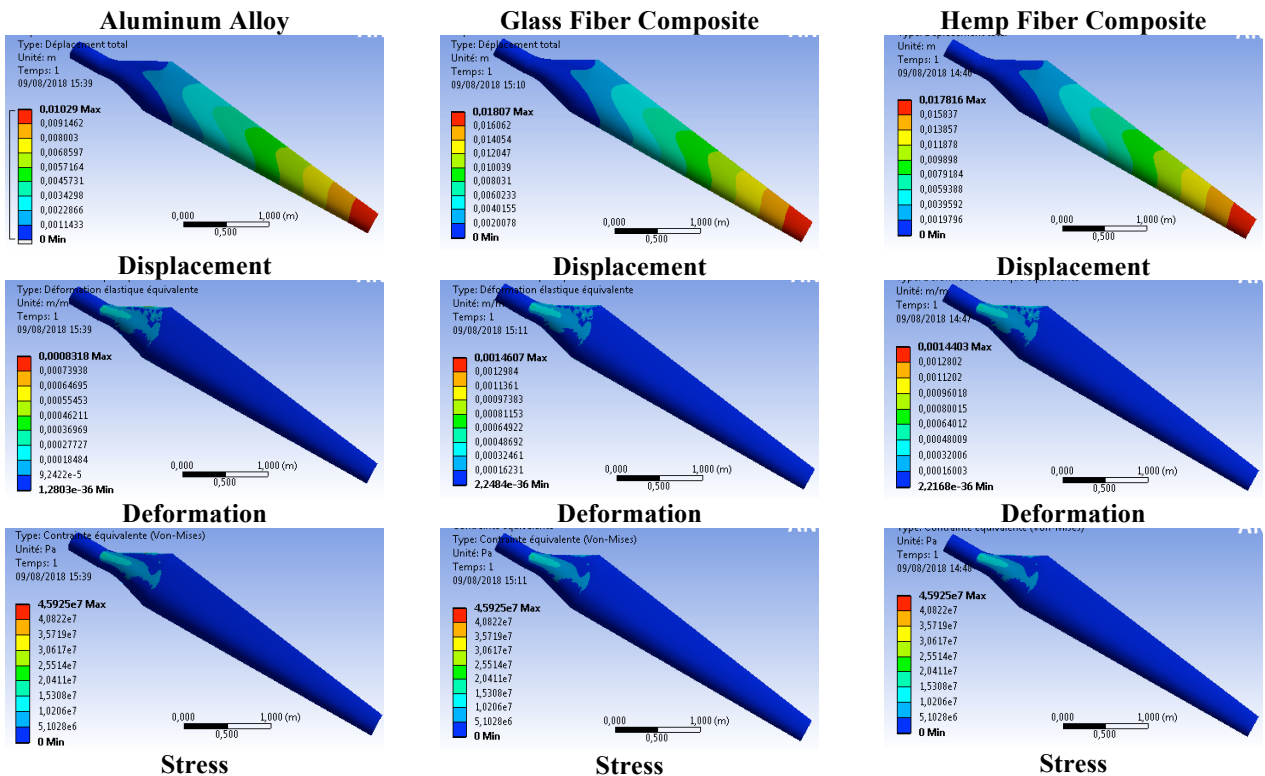 Aluminum Alloy
Glass Fiber Composite
Hemp Fiber Composite
Type: Déplacement total
Unité: m
Temps: 1
09/08/2018 15:39
0,01029 Max
0,0091462
0,008003
0,0068597
0,0057164
0,0045731
0,0034298
0,0022866
0,0011433
0 Min
0,000
1,000 (m)
0,500
Type: Déplacement total
Unité: m
Temps: 1
09/08/2018 15:10
0,01807 Max
0,016062
0,014054
0,012047
0,010039
0,008031
0,0060233
0,0040155
0,0020078
0 Min
0,000
1,000 (m)
0,500
Unité: m
Temps: 1
09/08/2018 14:46
0,017816 Max
0,015837
0,013857
0,011878
0,009898
0,0079184
0,0059388
0,0039592
0,0019796
0 Min
0,000
1,000 (m)
0,500
Displacement
Displacement
Displacement
Type: Déformation élastique équivalente
Unité: m/m
Temps: 1
09/08/2018 15:39
0,0008318 Max
0,00073938
0,00064695
0,00055453
0,00046211
0,00036969
0,00027727
0,00018484
9,2422e-5
1,2803e-36 Min
0,000
1,000 (m)
0,500
Type: Déformation élastique équivalente
Unité: m/m
Temps: 1
09/08/2018 15:11
0,0014607 Max
0,0012984
0,0011361
0,00097383
0,00081153
0,00064922
0,00048692
0,00032461
0,00016231
2,2484e-36 Min
0,000
1,000 (m)
0,500
Unité: m/m
Temps: 1
09/08/2018 14:47
0,0014403 Max
0,0012802
0,0011202
0,00096018
0,00080015
0,00064012
0,00048009
0,00032006
0,00016003
2,2168e-36 Min
0,000
1,000 (m)
0,500
Deformation
Deformation
Deformation
Type: Contrainte équivalente (Von-Mises)
Unité: Pa
Temps: 1
09/08/2018 15:39
4,5925e7 Max
4,0822e7
3,5719e7
3,0617e7
2,5514e7
2,0411e7
1,5308e7
1,0206e7
5,1028e6
0 Min
0,000
1,000 (m)
0,500
Type: Contrainte équivalente (Von-Mises)
Unité: Pa
Temps: 1
09/08/2018 15:11
4,5925e7 Max
4,0822e7
3,5719e7
3,0617e7
2,5514e7
2,0411e7
1,5308e7
1,0206e7
5,1028e6
0 Min
0,000
1,000 (m)
0,500
Type: Contrainte équivalente (Von-Mises)
Unité: Pa
Temps: 1
09/08/2018 14:48
4,5925e7 Max
4,0822e7
3,5719e7
3,0617e7
2,5514e7
2,0411e7
1,5308e7
1,0206e7
5,1028e6
0 Min
0,000
1,000 (m)
0,500
Stress
Stress
Stress